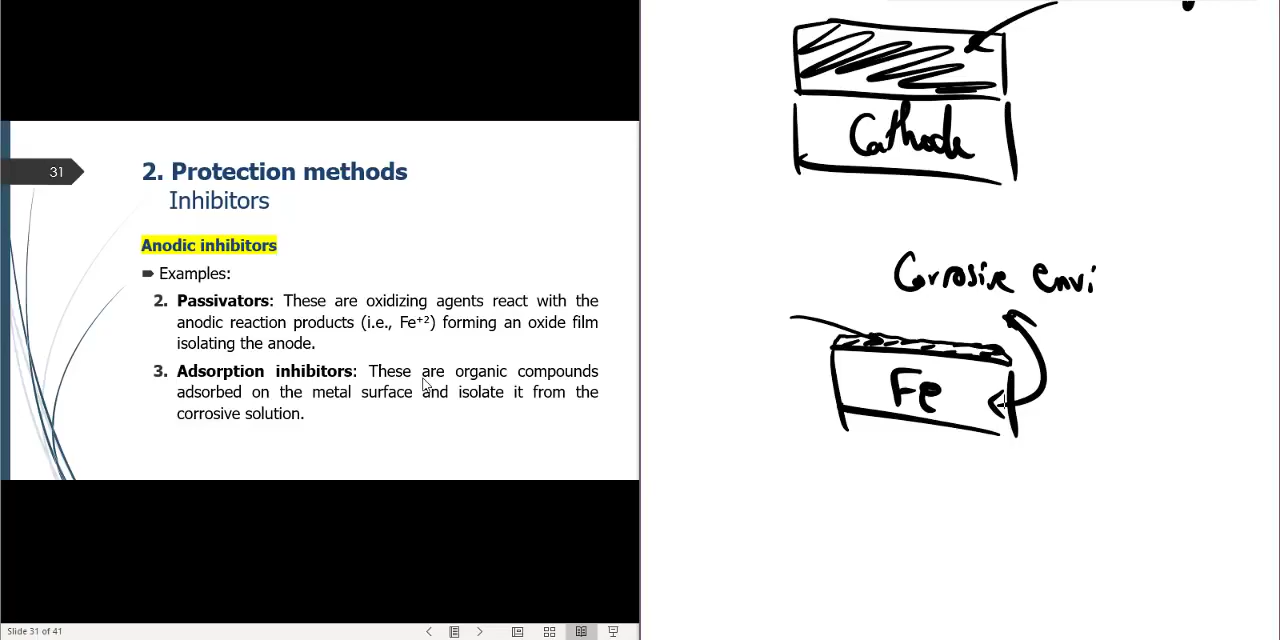 31
2. Protection methods
Inhibitors
Anodic inhibitors
Examples:
2. Passivators: These are oxidizing agents react with the
anodic reaction products (i.e., Fe+2) forming an oxide film
isolating the anode.
3. Adsorption inhibitors: These are organic compounds
adsorbed on the metal surface and isolate it from the
corrosive solution.
Slide 31 of 41
Cathode
Corrosive envi
Fe